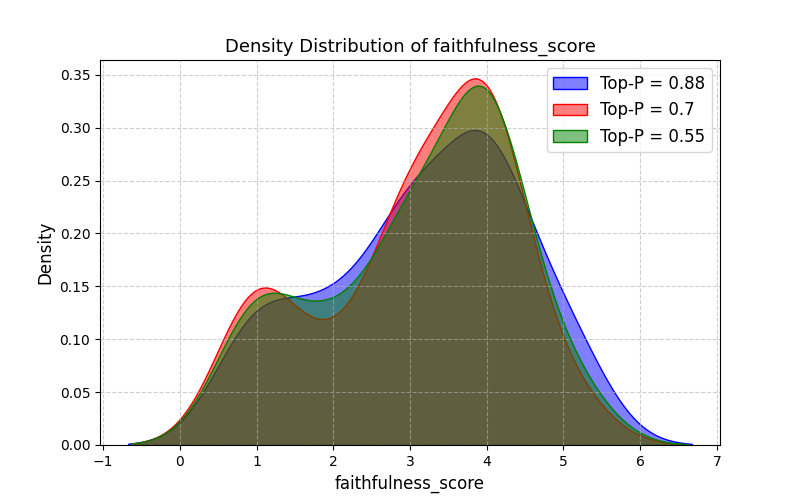 Density Distribution of faithfulness_score
Top-P = 0.88
Top-P = 0.7
Top-P = 0.55
Density
0.35
0.30
0.25
0.20
0.15
0.10
0.05
0.00
−1 0 1 2 3 4 5 6 7
faithfulness_score